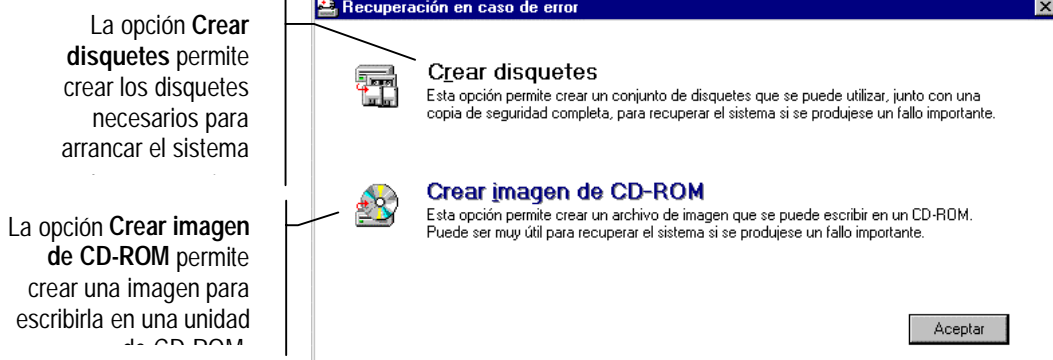 La opción Crear
disquetes permite
crear los disquetes
necesarios para
arrancar el sistema
La opción Crear imagen
de CD-ROM permite
crear una imagen para
escribirla en una unidad
de CD-ROM.
Recuperación en caso de error
Crear disquetes
Esta opción permite crear un conjunto de disquetes que se puede utilizar, junto con una
copia de seguridad completa, para recuperar el sistema si se produjese un fallo importante.
Crear imagen de CD-ROM
Esta opción permite crear un archivo de imagen que se puede escribir en un CD-ROM.
Puede ser muy útil para recuperar el sistema si se produjese un fallo importante.
Aceptar